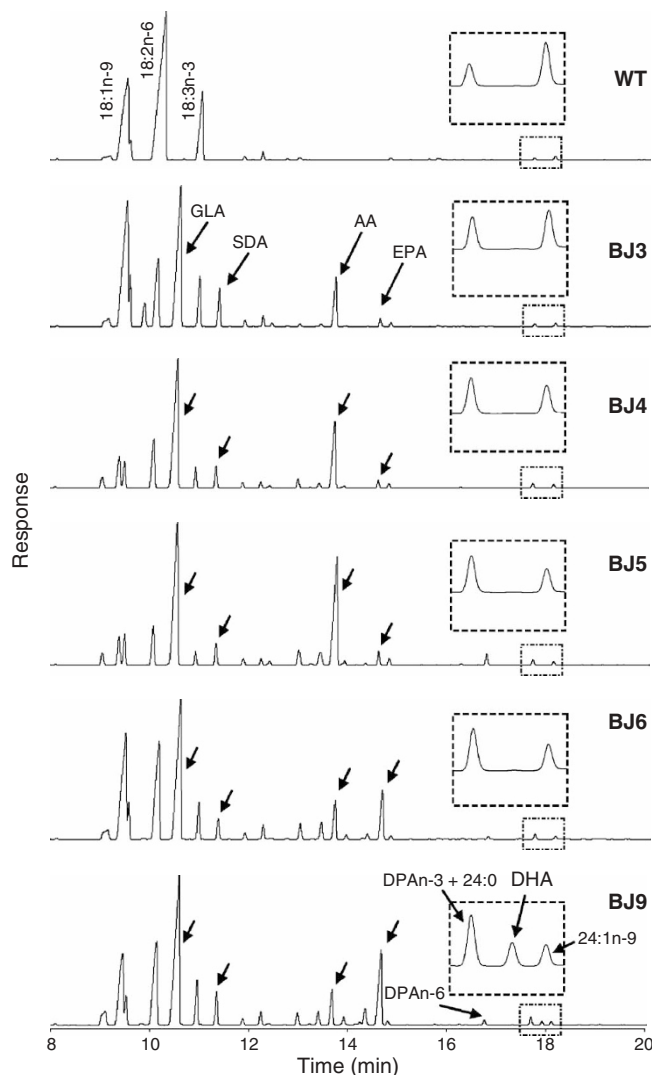 18:1n-9
18:2n-6
18:3n-3
WT
BJ3
GLA
SDA
AA
EPA
BJ4
Response
BJ5
BJ6
BJ9
DPAn-3 + 24:0
DHA
24:1n-9
DPAn-6
8 10 12 14 16 18 20
Time (min)